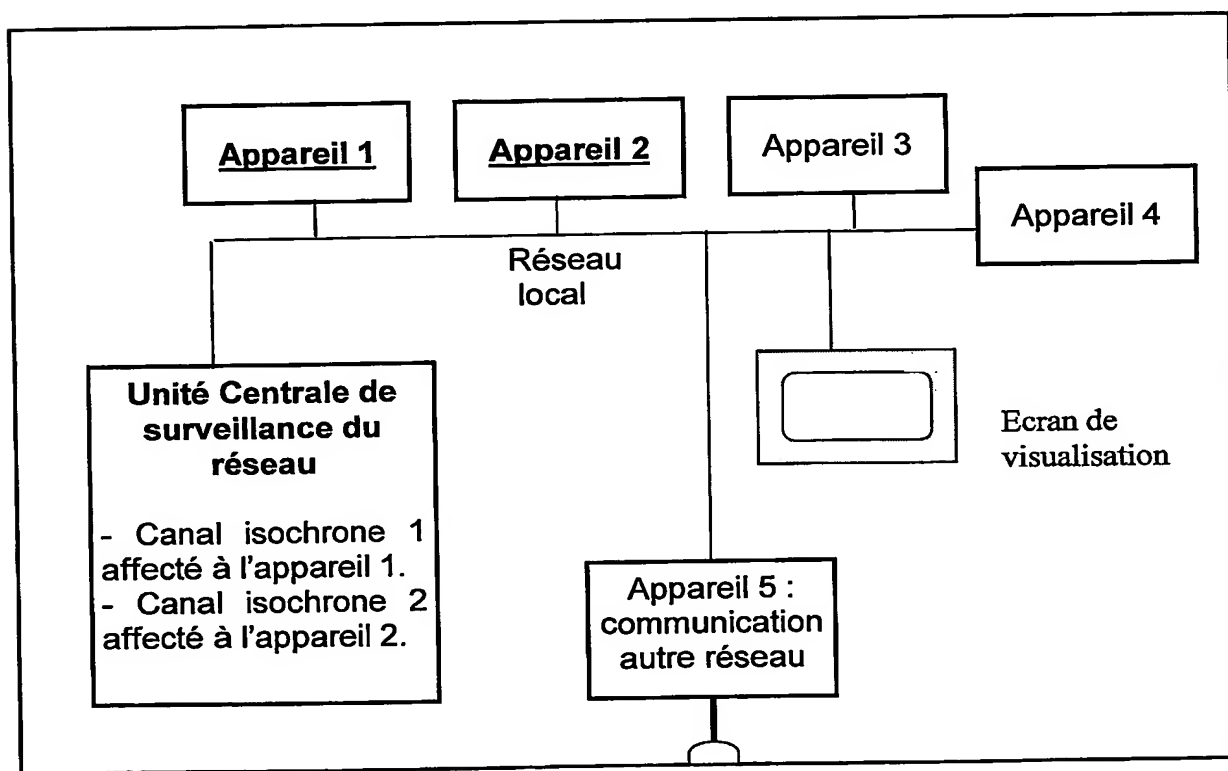 Appareil 1
Appareil 2
Appareil 3
Appareil 4
Réseau
local
Unité Centrale de
surveillance du
réseau
- Canal isochrone 1
affecté à l'appareil 1.
- Canal isochrone 2
affecté à l'appareil 2.
Ecran de
visualisation
Appareil 5 :
communication
autre réseau